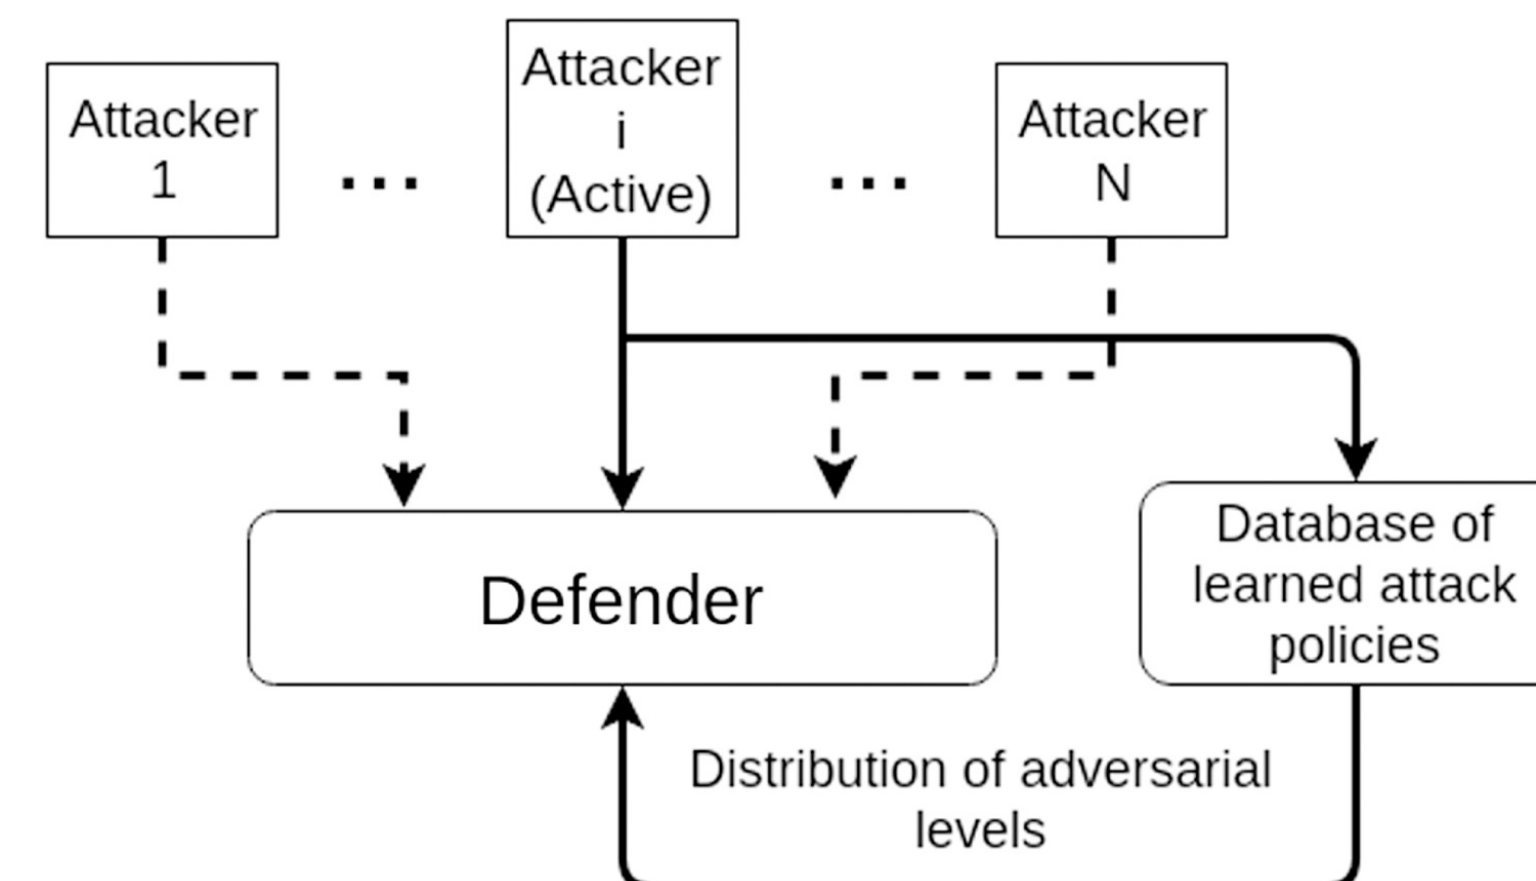 Attacker
1
...
Attacker
i
(Active)
...
Attacker
N
Defender
Database of
learned attack
policies
Distribution of adversarial
levels